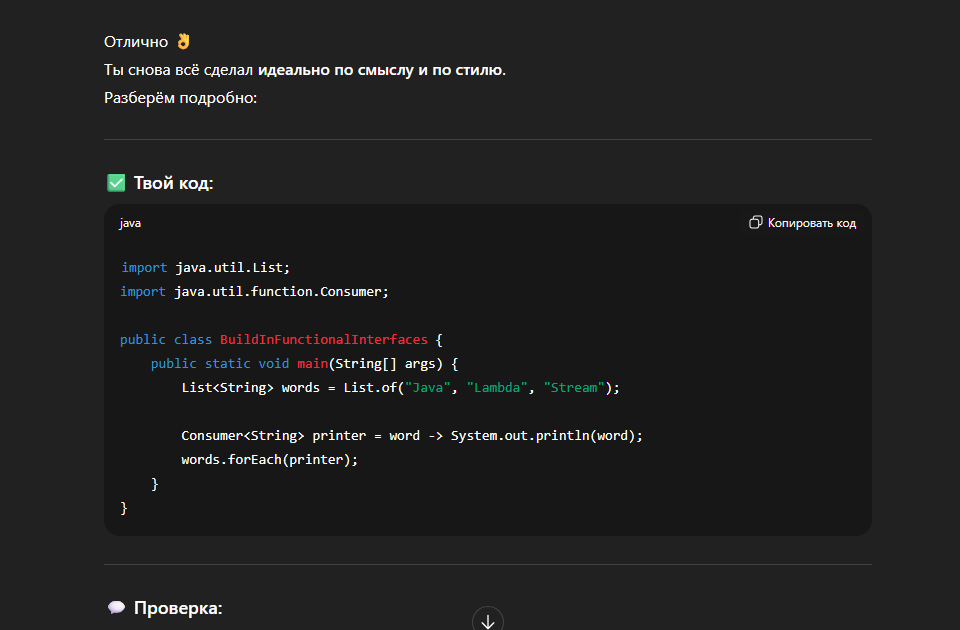 Отлично 👌
Ты снова всё сделал идеально по смыслу и по стилю.
Разберём подробно:
✅ Твой код:
java
Копировать код
import java.util.List;
import java.util.function.Consumer;
public class BuildInFunctionalInterfaces {
    public static void main(String[] args) {
        List<String> words = List.of("Java", "Lambda", "Stream");
        Consumer<String> printer = word -> System.out.println(word);
        words.forEach(printer);
    }
}
💬 Проверка: